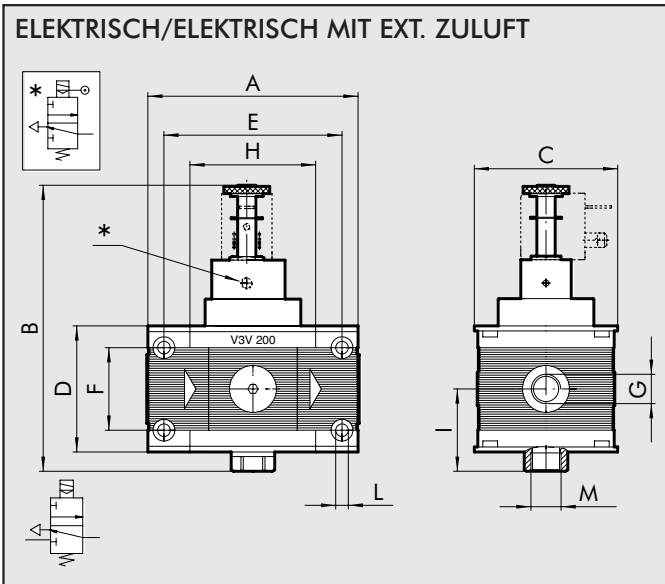 ELEKTRISCH/ELEKTRISCH MIT EXT. ZULUFT
*
A
E
H
C
*
B
D
F
V3V 200
G
I
L
M